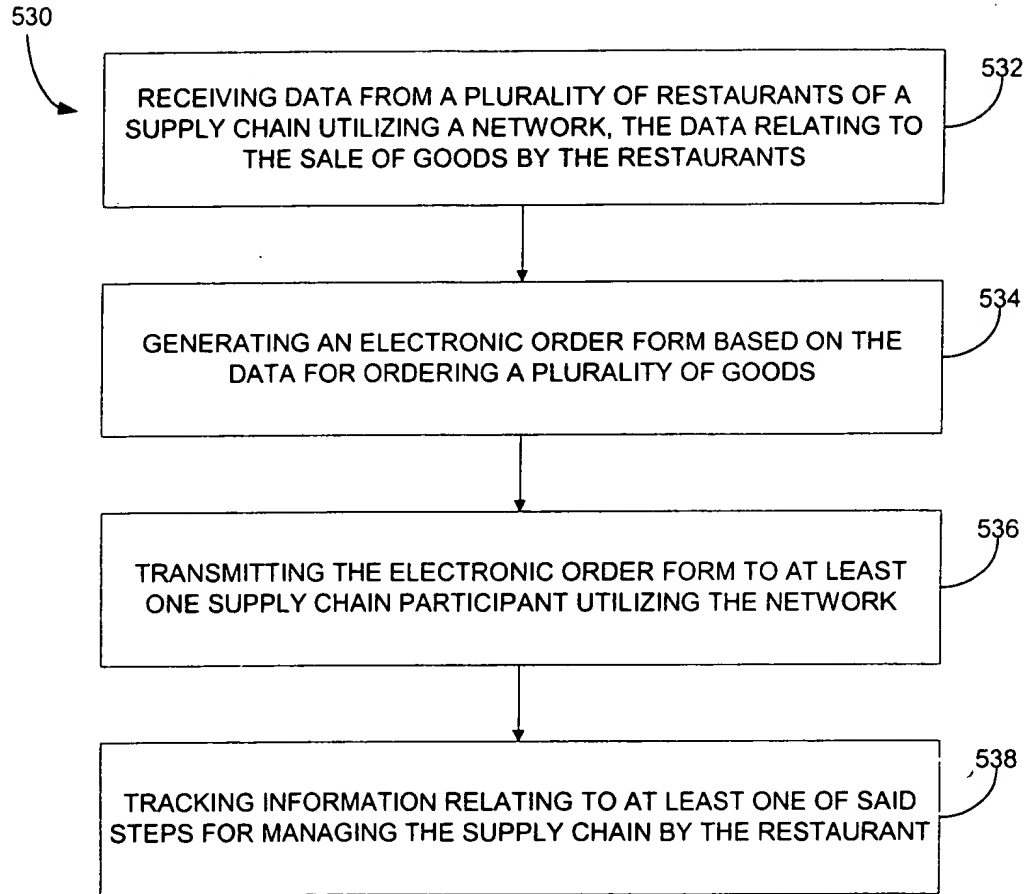 530
532
RECEIVING DATA FROM A PLURALITY OF RESTAURANTS OF A
SUPPLY CHAIN UTILIZING A NETWORK, THE DATA RELATING TO
THE SALE OF GOODS BY THE RESTAURANTS
534
GENERATING AN ELECTRONIC ORDER FORM BASED ON THE
DATA FOR ORDERING A PLURALITY OF GOODS
536
TRANSMITTING THE ELECTRONIC ORDER FORM TO AT LEAST
ONE SUPPLY CHAIN PARTICIPANT UTILIZING THE NETWORK
538
TRACKING INFORMATION RELATING TO AT LEAST ONE OF SAID
STEPS FOR MANAGING THE SUPPLY CHAIN BY THE RESTAURANT